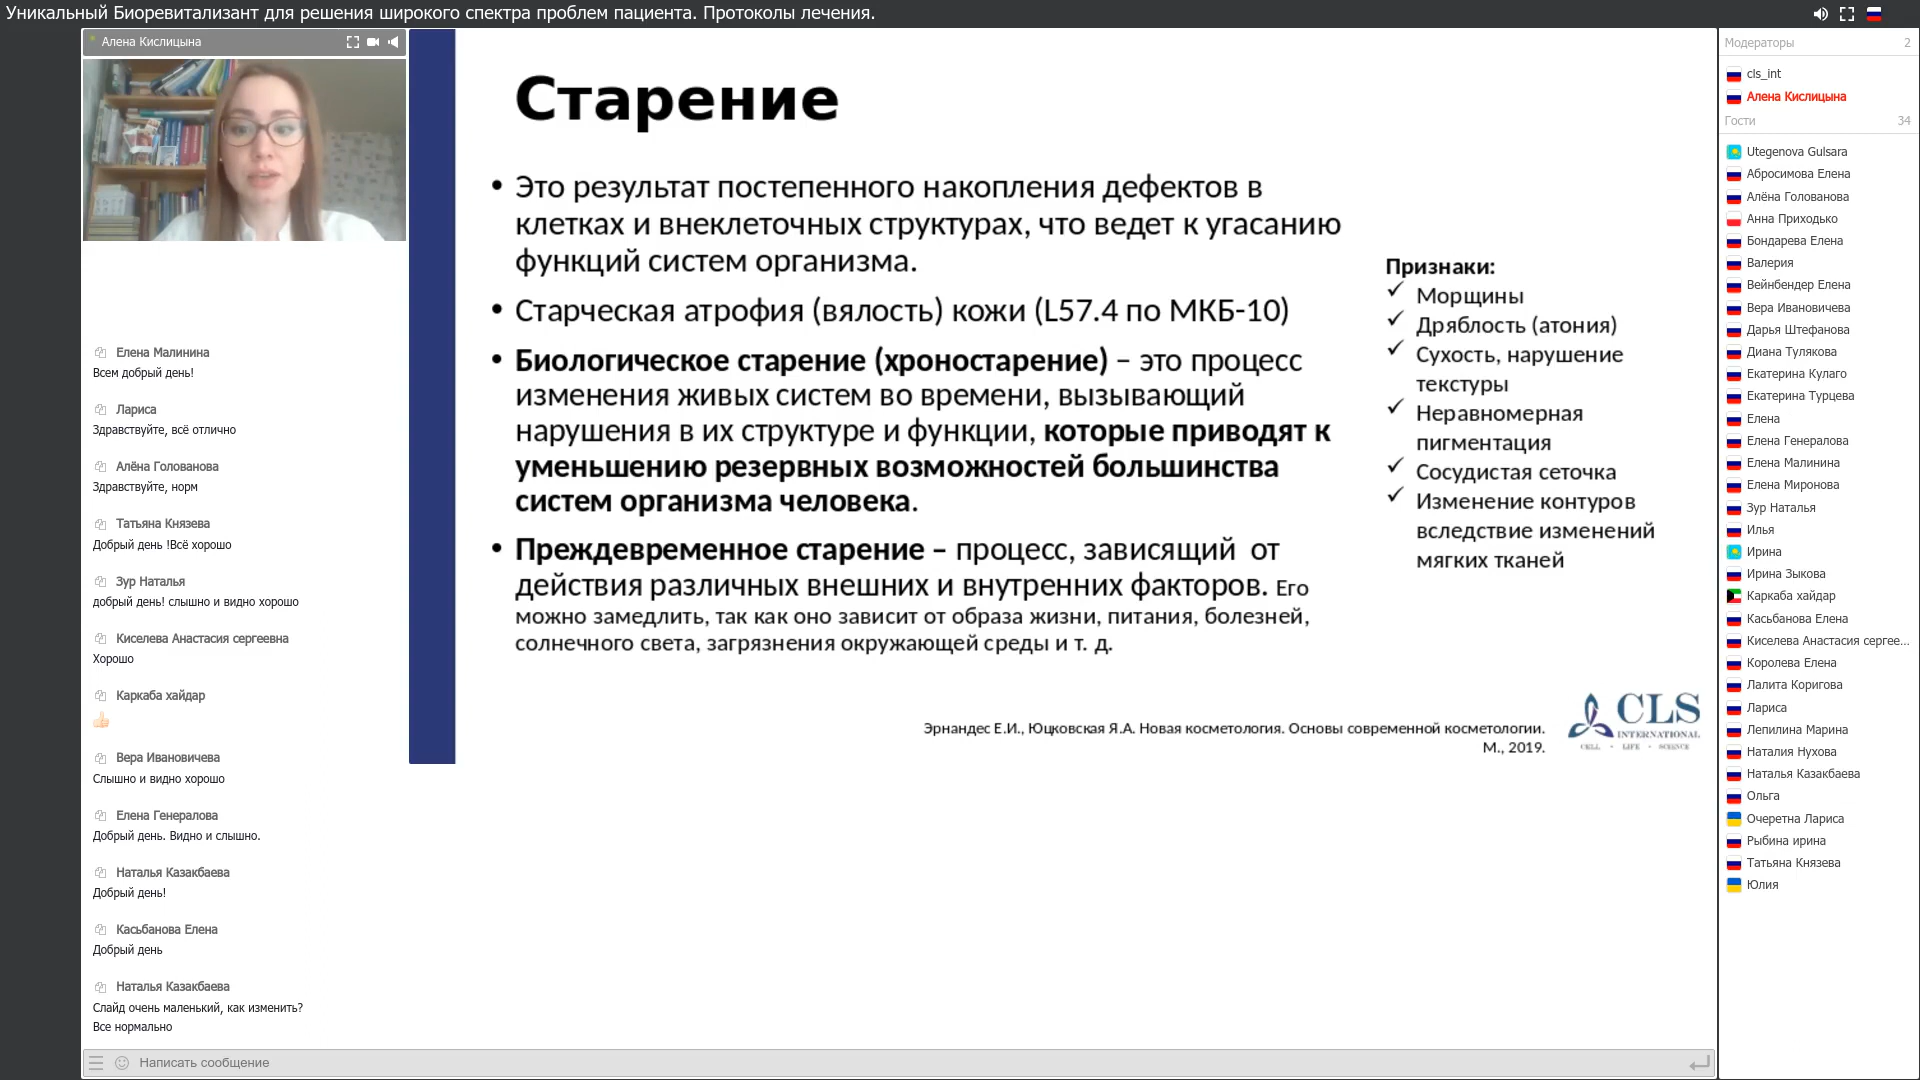 Уникальный Биоревитализант для решения широкого спектра проблем пациента. Протоколы лечения.
Алена Кислицына
Елена Малинина
Всем добрый день!
Лариса
Здравствуйте, всё отлично
Алёна Голованова
Здравствуйте, норм
Татьяна Князева
Добрый день !Всё хорошо
Зур Наталья
добрый день! слышно и видно хорошо
Киселева Анастасия сергеевна
Хорошо
Каркаба хайдар
Вера Ивановичева
Слышно и видно хорошо
Елена Генералова
Добрый день. Видно и слышно.
Наталья Казакбаева
Добрый день!
Касьбанова Елена
Добрый день
Наталья Казакбаева
Слайд очень маленький, как изменить?
Все нормально
Написать сообщение
Старение
• Это результат постепенного накопления дефектов в
клетках и внеклеточных структурах, что ведет к угасанию
функций систем организма.
• Старческая атрофия (вялость) кожи (L57.4 по МКБ-10)
• Биологическое старение (хроностарение) – это процесс
изменения живых систем во времени, вызывающий
нарушения в их структуре и функции, которые приводят к
уменьшению резервных возможностей большинства
систем организма человека.
• Преждевременное старение – процесс, зависящий от
действия различных внешних и внутренних факторов. Его
можно замедлить, так как оно зависит от образа жизни, питания, болезней,
солнечного света, загрязнения окружающей среды и т. д.
Признаки:
✓ Морщины
✓ Дряблость (атония)
✓ Сухость, нарушение
текстуры
✓ Неравномерная
пигментация
✓ Сосудистая сеточка
✓ Изменение контуров
вследствие изменений
мягких тканей
Эрнандес Е.И., Юцковская Я.А. Новая косметология. Основы современной косметологии.
М., 2019.
CLS
INTERNATIONAL
CELL • LIFE • SCIENCE
Модераторы 2
cls_int
Алена Кислицына
Гости 34
Utegenova Gulsara
Абросимова Елена
Алёна Голованова
Анна Приходько
Бондарева Елена
Валерия
Вейнбендер Елена
Вера Ивановичева
Дарья Штефанова
Диана Тулякова
Екатерина Кулаго
Екатерина Турцева
Елена
Елена Генералова
Елена Малинина
Елена Миронова
Зур Наталья
Илья
Ирина
Ирина Зыкова
Каркаба хайдар
Касьбанова Елена
Киселева Анастасия сергее...
Королева Елена
Лалита Коригова
Лариса
Лепилина Марина
Наталия Нухова
Наталья Казакбаева
Ольга
Очеретна Лариса
Рыбина ирина
Татьяна Князева
Юлия